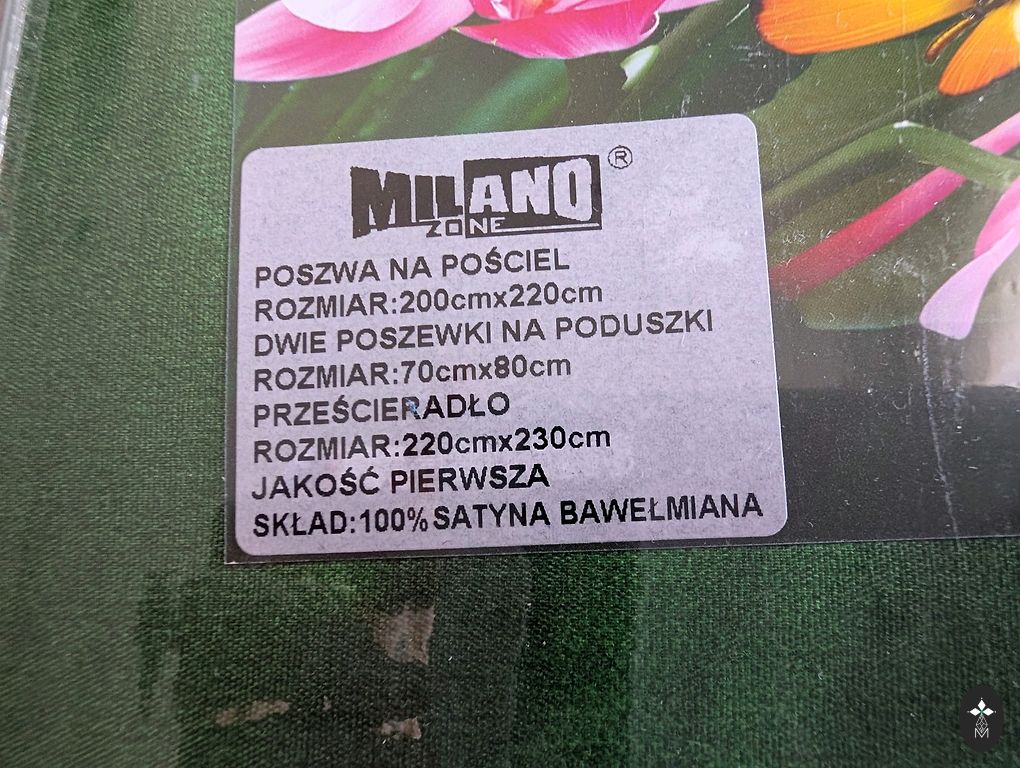 MILANO ®
ZONE
POSZWA NA POŚCIEL
ROZMIAR:200cmx220cm
DWIE POSZEWKI NA PODUSZKI
ROZMIAR:70cmx80cm
PRZEŚCIERADŁO
ROZMIAR:220cmx230cm
JAKOŚĆ PIERWSZA
SKŁAD:100% SATYNA BAWEŁMIANA
M